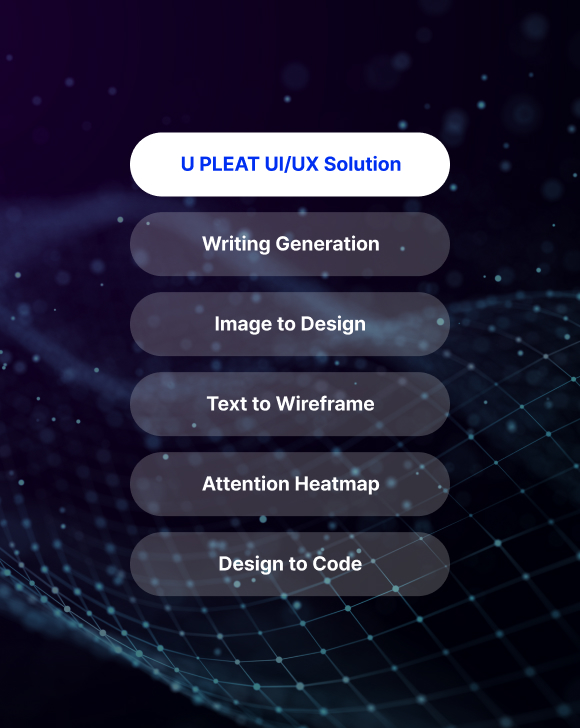 U PLEAT UI/UX Solution
Writing Generation
Image to Design
Text to Wireframe
Attention Heatmap
Design to Code